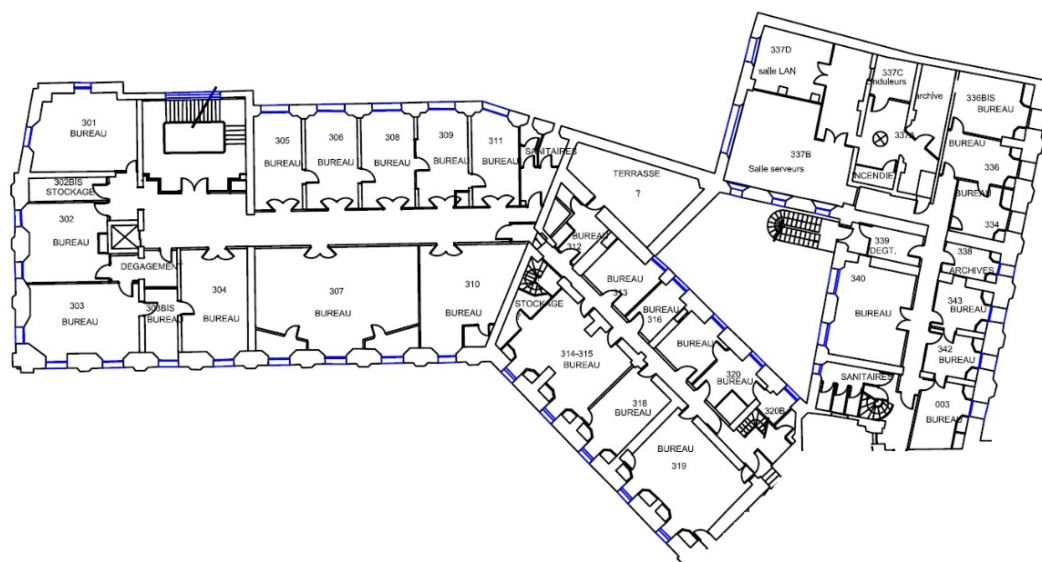 301
BUREAU
302BIS
STOCKAGE
302
BUREAU
DEGAGEMENT
303
BUREAU
303BIS
BUREAU
304
BUREAU
305
BUREAU
306
BUREAU
308
BUREAU
309
BUREAU
311
BUREAU
SANITAIRES
307
BUREAU
310
BUREAU
TERRASSE
?
BUREAU
312
BUREAU
313
STOCKAGE
BUREAU
316
314-315
BUREAU
BUREAU
318
BUREAU
320
BUREAU
320B
BUREAU
319
337D
salle LAN
337C
onduleurs
archive
337A
337B
Salle serveurs
INCENDIE
336BIS
BUREAU
BUREAU
336
BUREAU
334
339
DEGT.
338
ARCHIVES
340
BUREAU
343
BUREAU
342
BUREAU
SANITAIRES
003
BUREAU